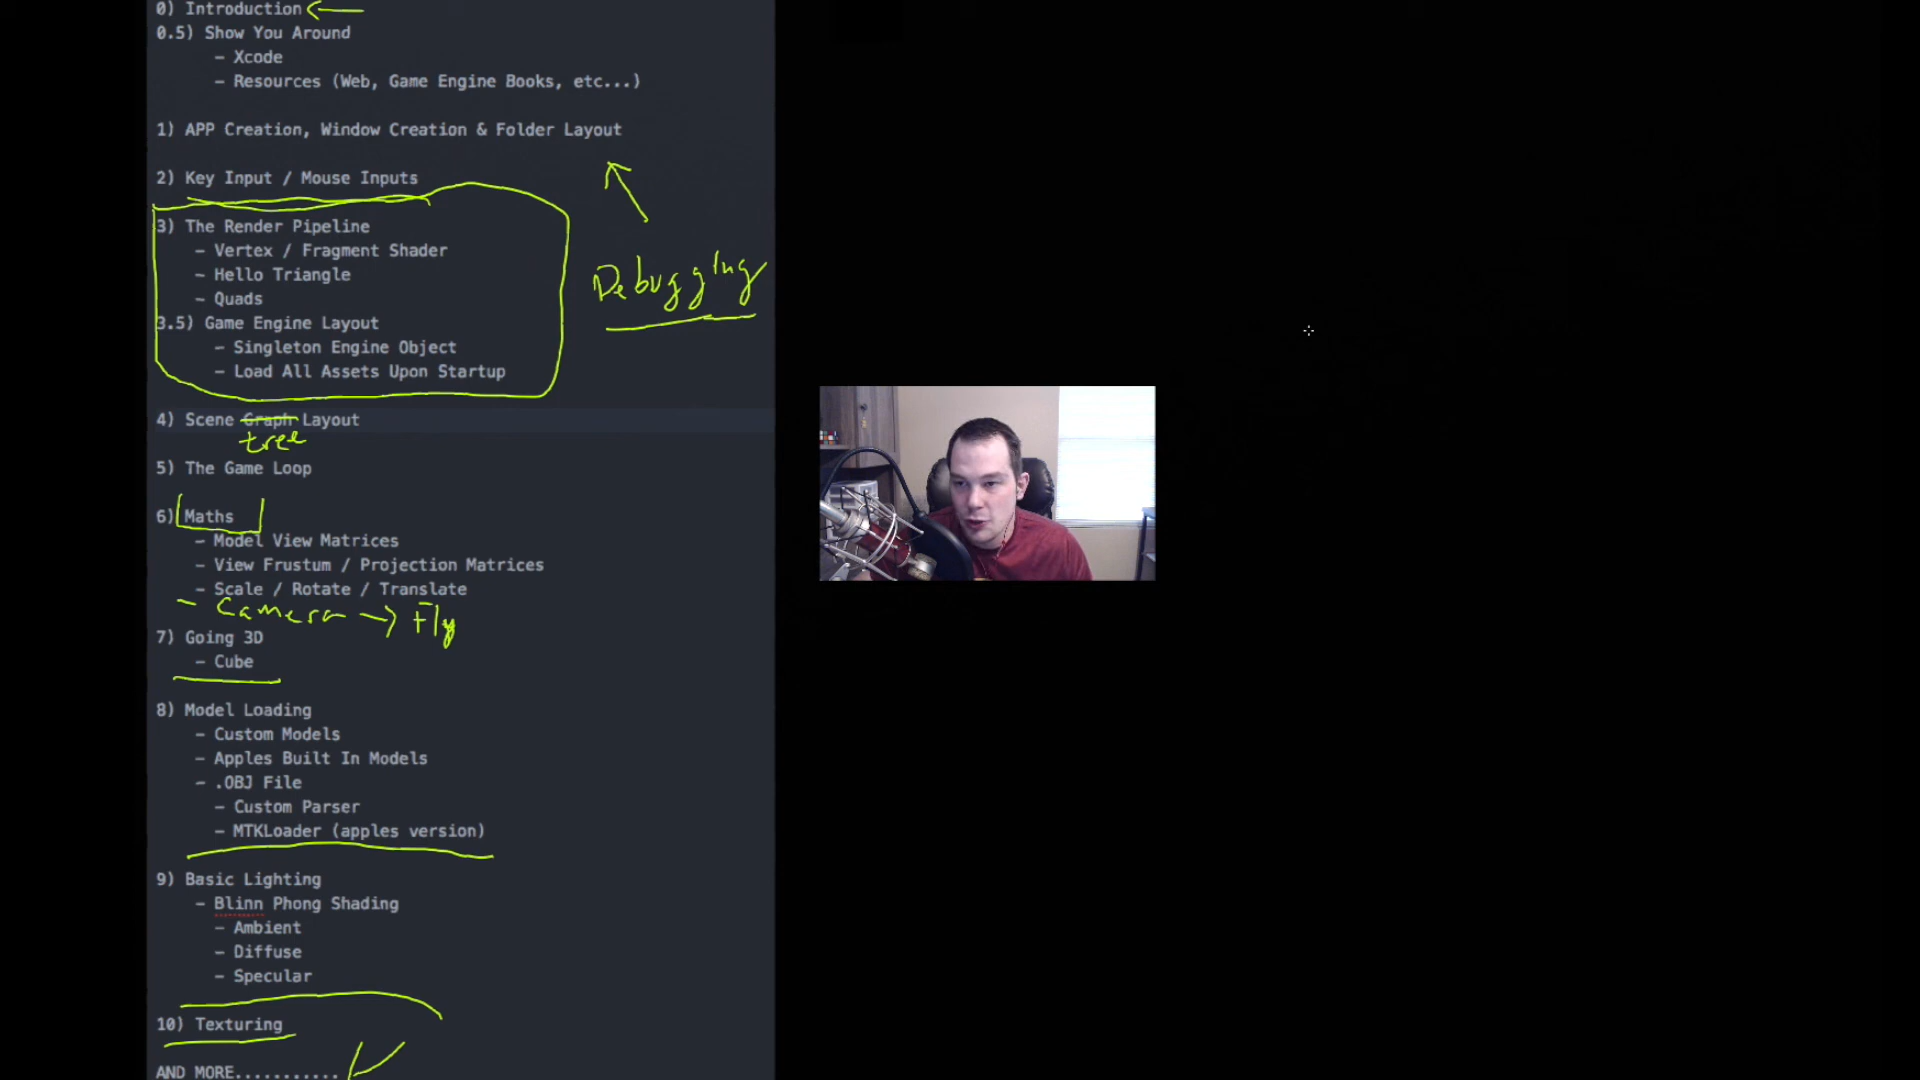 0) Introduction
0.5) Show You Around
- Xcode
- Resources (Web, Game Engine Books, etc...)
1) APP Creation, Window Creation & Folder Layout
2) Key Input / Mouse Inputs
3) The Render Pipeline
- Vertex / Fragment Shader
- Hello Triangle
- Quads
Debugging
3.5) Game Engine Layout
- Singleton Engine Object
- Load All Assets Upon Startup
4) Scene Graph Layout
tree
5) The Game Loop
6) Maths
- Model View Matrices
- View Frustum / Projection Matrices
- Scale / Rotate / Translate
- Camera → Fly
7) Going 3D
- Cube
8) Model Loading
- Custom Models
- Apples Built In Models
- .OBJ File
- Custom Parser
- MTKLoader (apples version)
9) Basic Lighting
- Blinn Phong Shading
- Ambient
- Diffuse
- Specular
10) Texturing
AND MORE...........